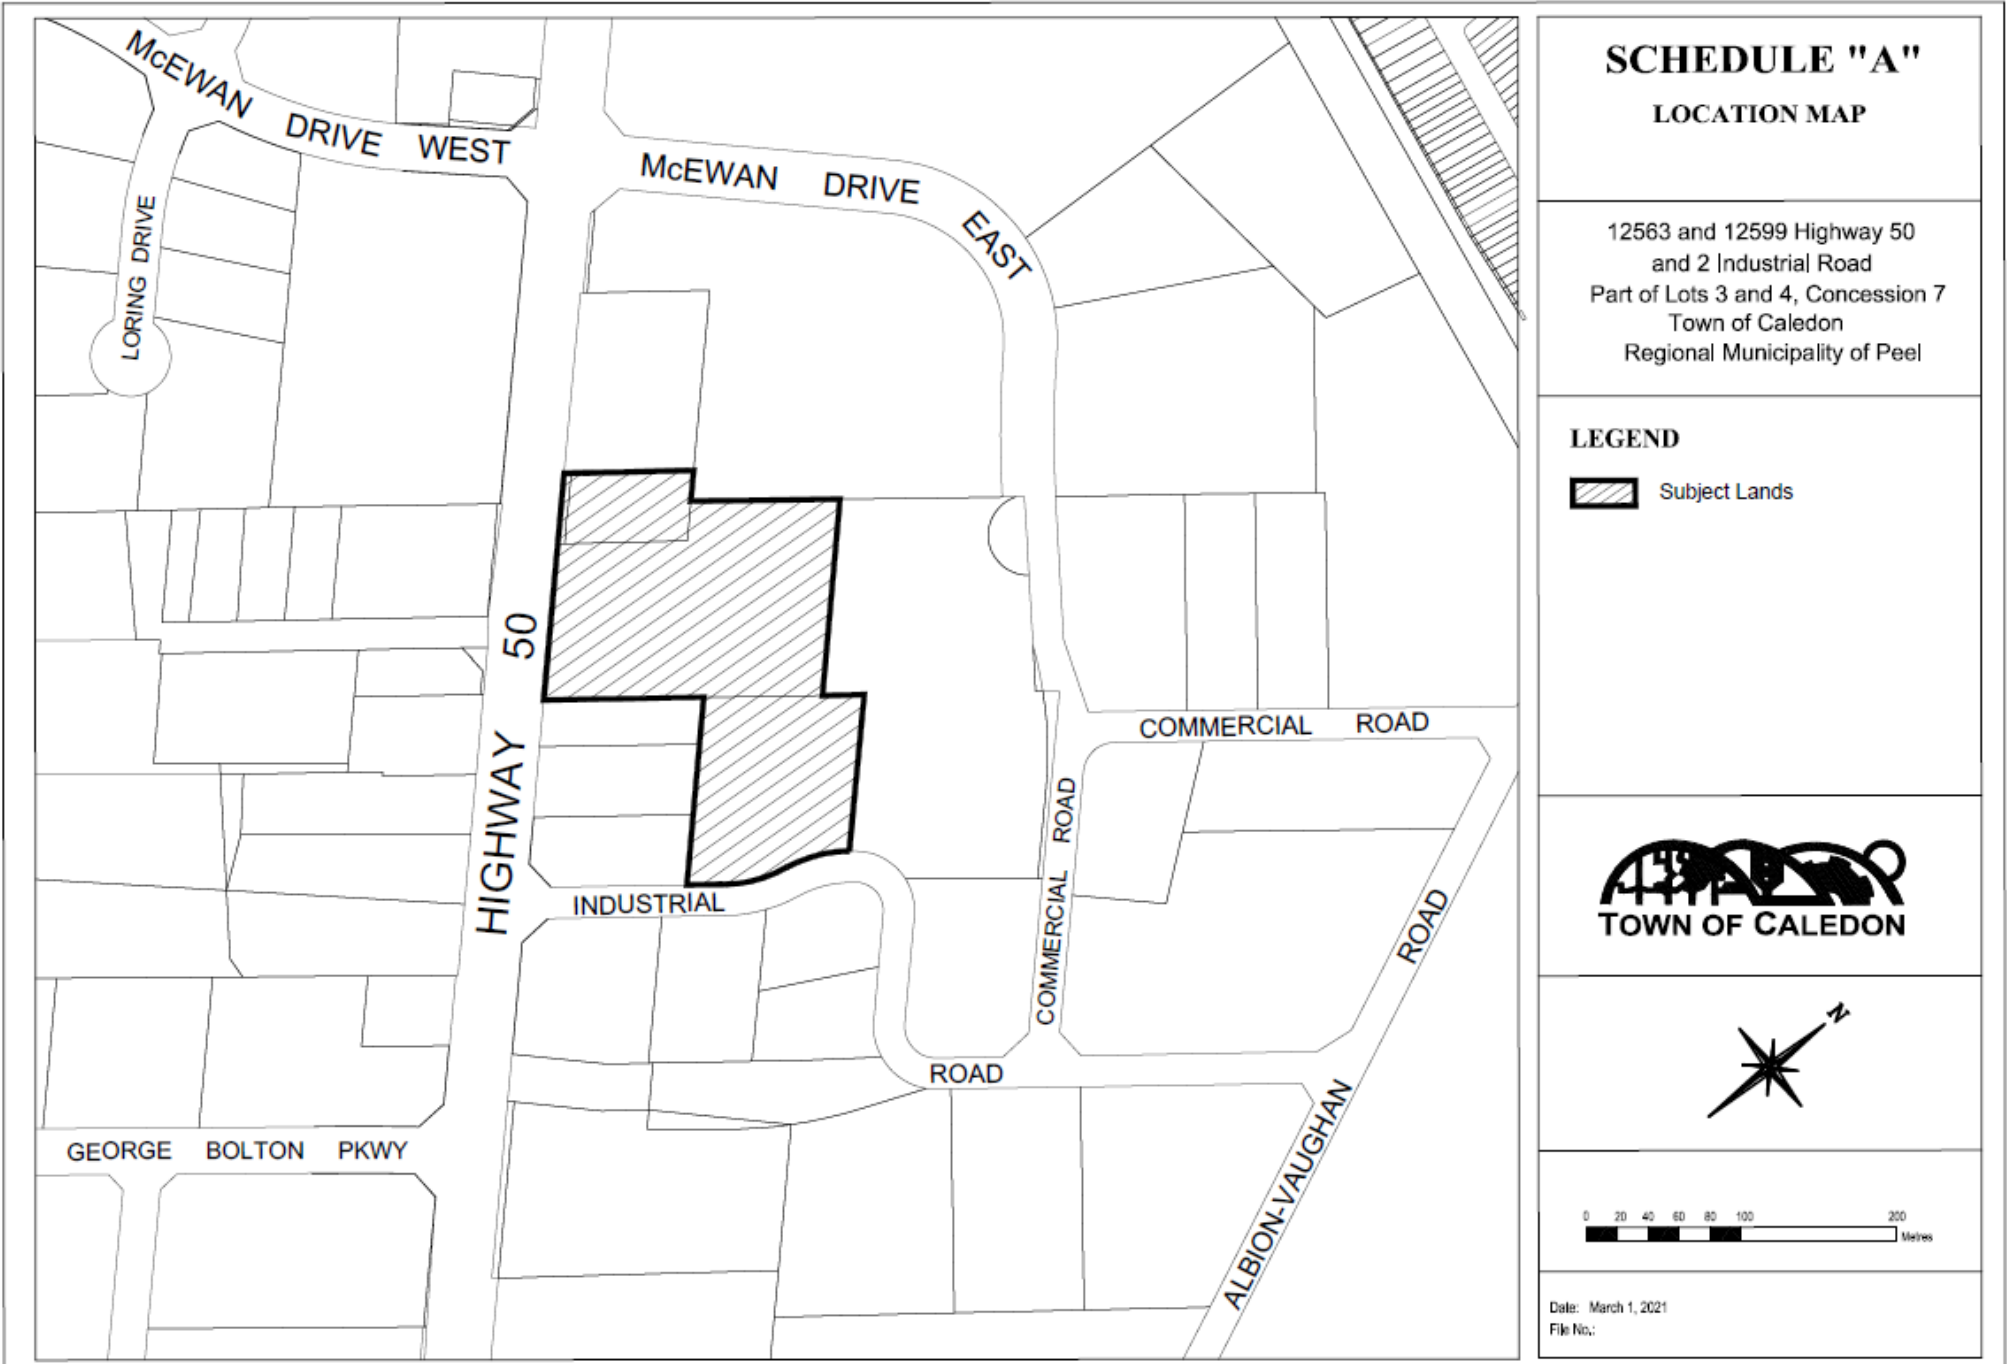 McEWAN DRIVE WEST
McEWAN DRIVE EAST
LORING DRIVE
HIGHWAY 50
COMMERCIAL ROAD
COMMERCIAL ROAD
INDUSTRIAL
ROAD
ALBION-VAUGHAN ROAD
GEORGE BOLTON PKWY
SCHEDULE "A"
LOCATION MAP
12563 and 12599 Highway 50
and 2 Industrial Road
Part of Lots 3 and 4, Concession 7
Town of Caledon
Regional Municipality of Peel
LEGEND
Subject Lands
TOWN OF CALEDON
N
0 20 40 60 80 100 200
Metres
Date: March 1, 2021
File No.: